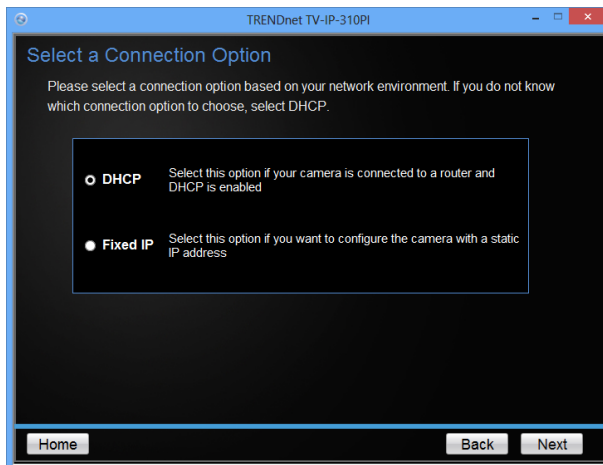 TRENDnet TV-IP-310PI
Select a Connection Option
Please select a connection option based on your network environment. If you do not know
which connection option to choose, select DHCP.
DHCP
Select this option if your camera is connected to a router and
DHCP is enabled
Fixed IP
Select this option if you want to configure the camera with a static
IP address
Home
Back
Next